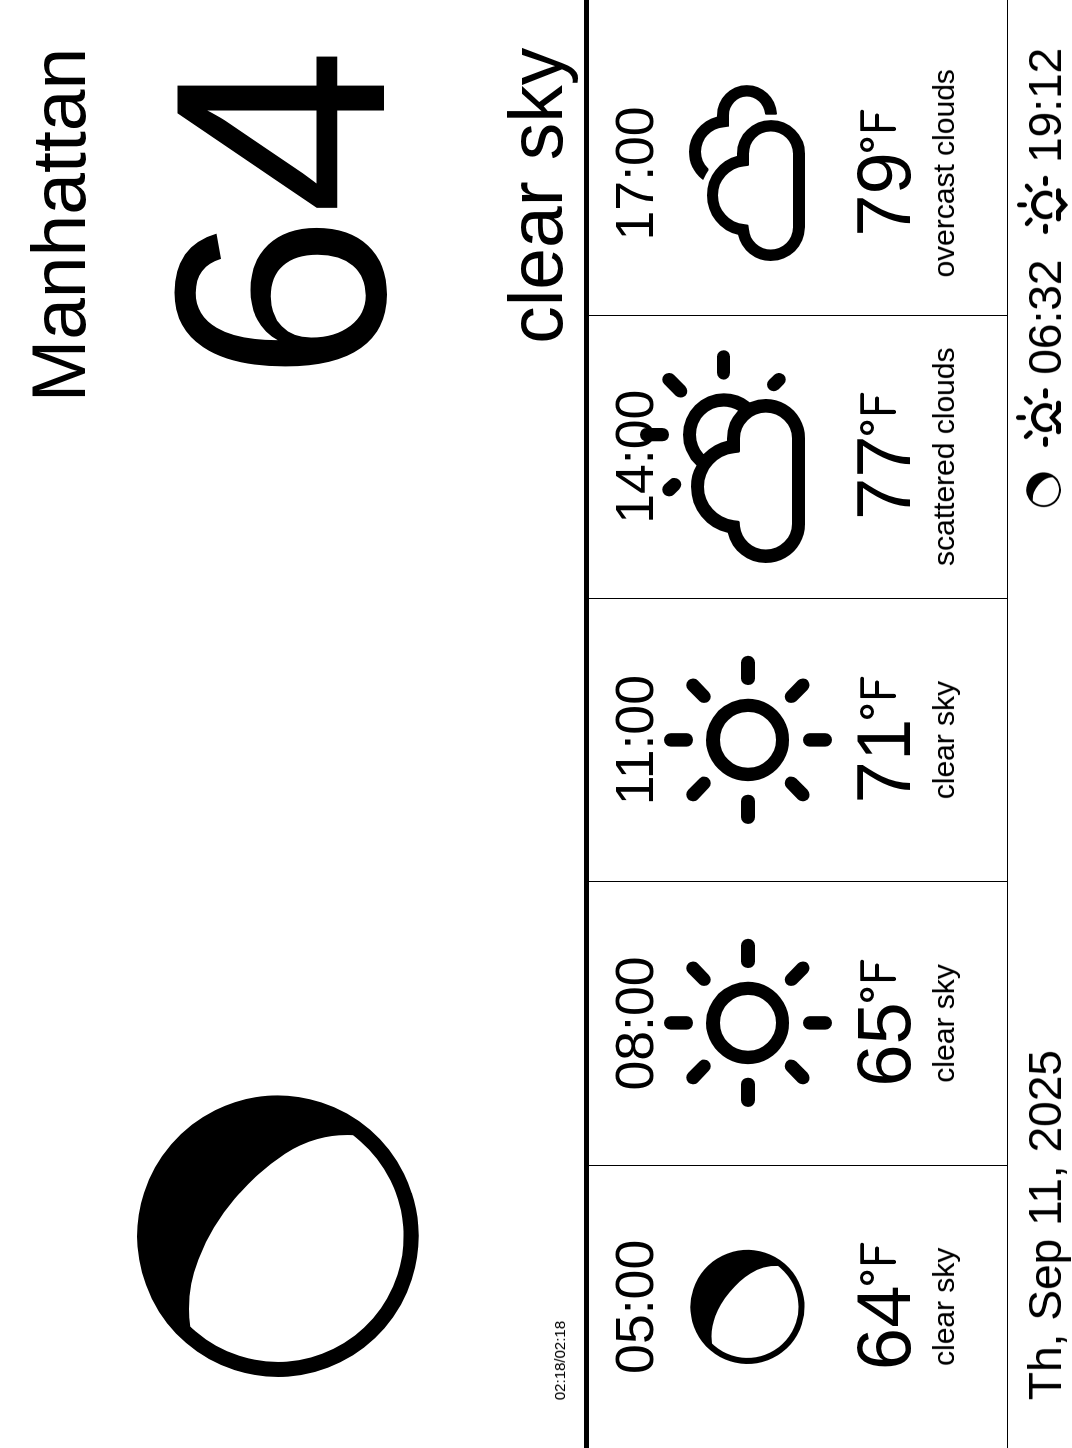 Manhattan
64
clear sky
02:18/02:18
05:00
64°F
clear sky
08:00
65°F
clear sky
11:00
71°F
clear sky
14:00
77°F
scattered clouds
17:00
79°F
overcast clouds
Th, Sep 11, 2025
06:32
19:12